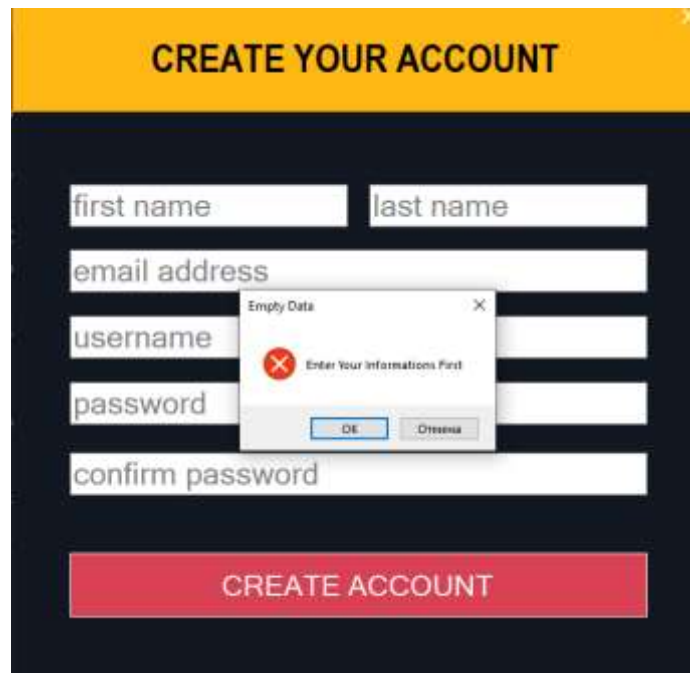 CREATE YOUR ACCOUNT
first name
last name
email address
Empty Data
username
Enter Your Informations First
password
OK
Отмена
confirm password
CREATE ACCOUNT